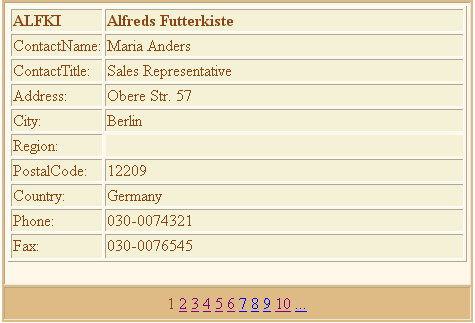 ALFKI Alfreds Futterkiste
ContactName: Maria Anders
ContactTitle: Sales Representative
Address: Obere Str. 57
City: Berlin
Region:
PostalCode: 12209
Country: Germany
Phone: 030-0074321
Fax: 030-0076545
1 2 3 4 5 6 7 8 9 10 ...